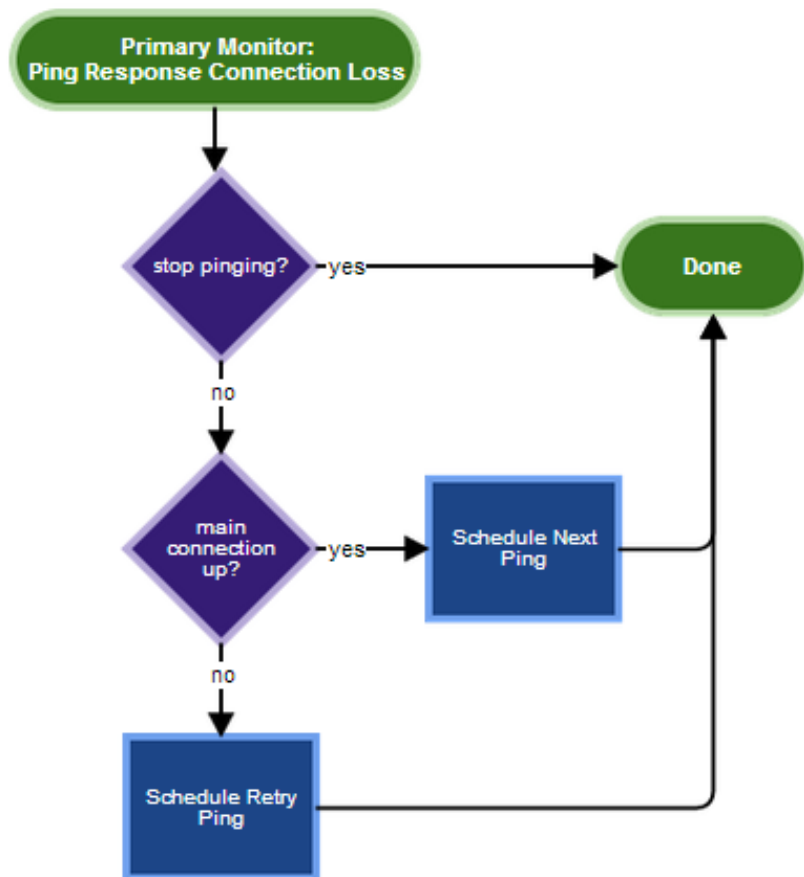 Primary Monitor:
Ping Response Connection Loss
stop pinging?
yes
Done
no
main
connection
up?
yes
Schedule Next
Ping
no
Schedule Retry
Ping